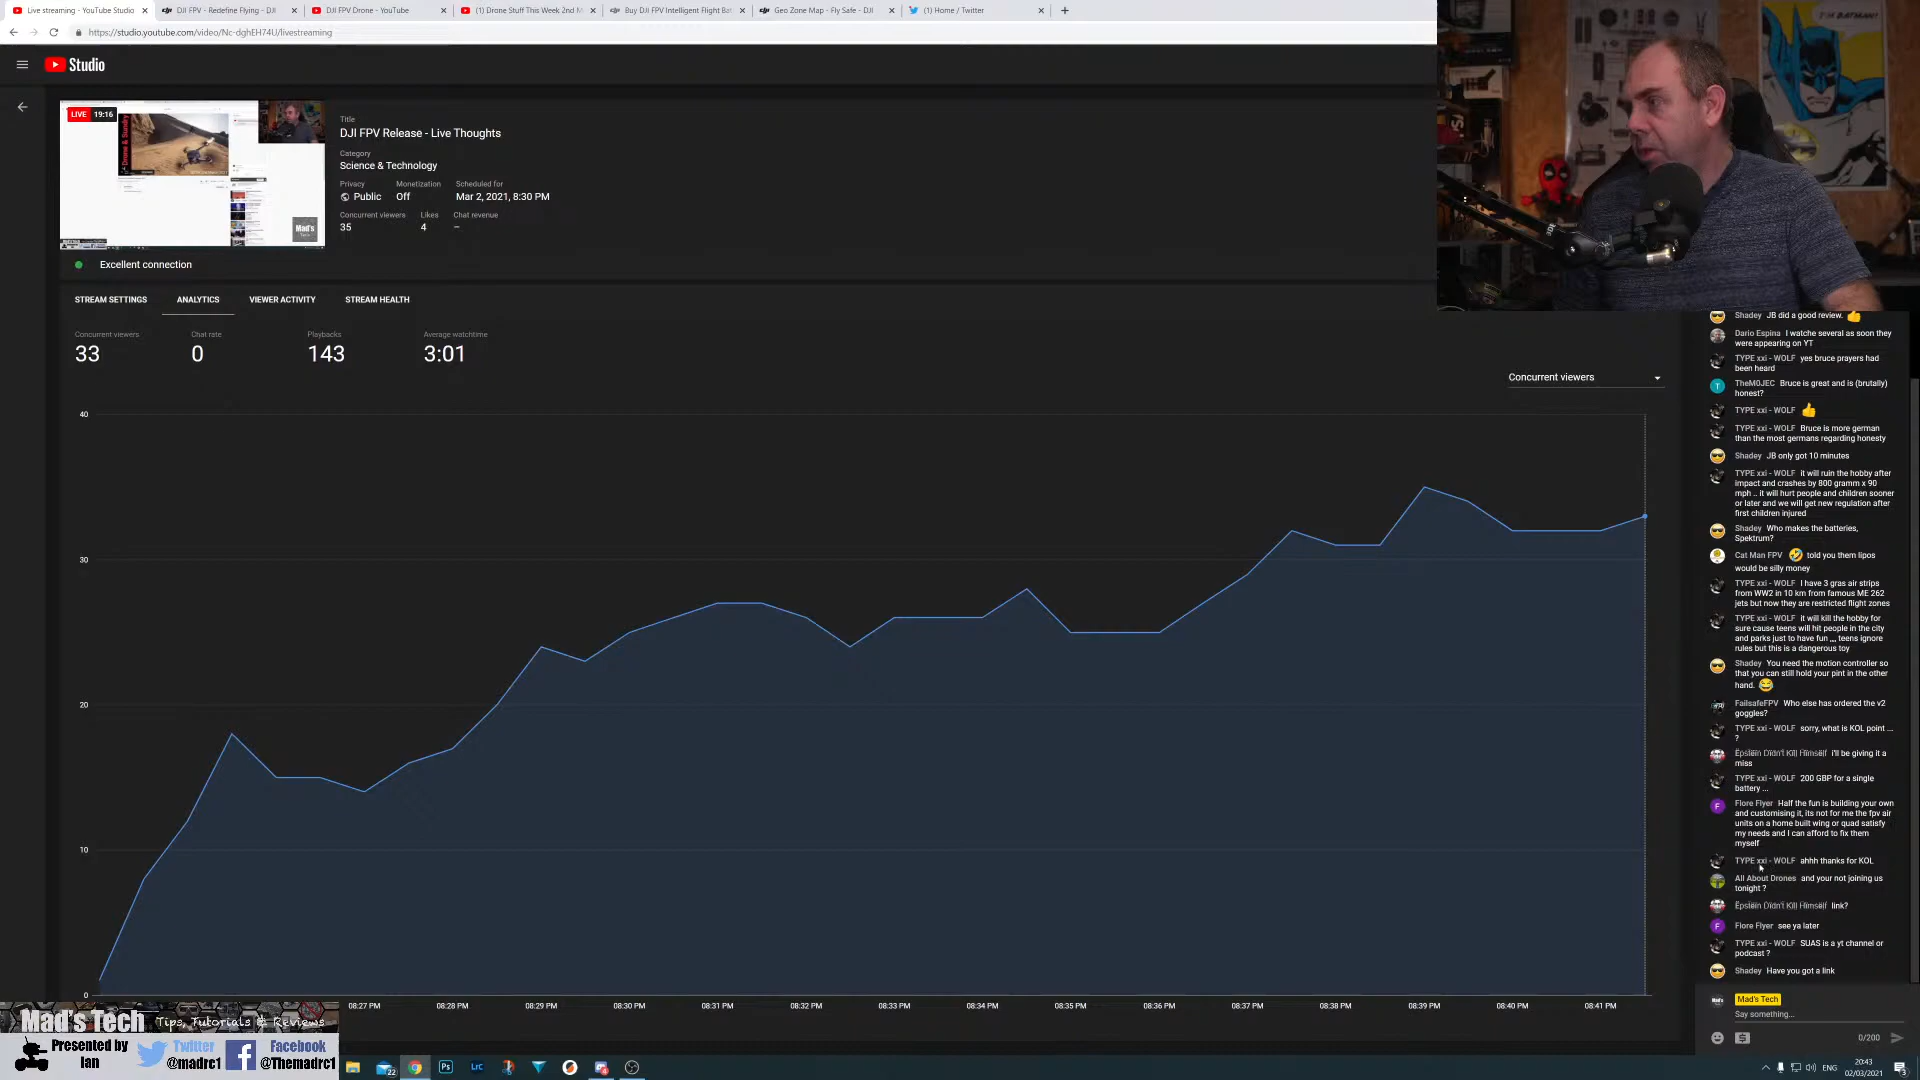 Live streaming - YouTube Studio
DJI FPV - Redefine Flying - DJI
DJI FPV Drone - YouTube
(1) Drone Stuff This Week 2nd M
Buy DJI FPV Intelligent Flight Bat
Geo Zone Map - Fly Safe - DJI
(1) Home / Twitter
https://studio.youtube.com/video/Nc-dghEH74U/livestreaming
Studio
LIVE 19:16
Mad's
Tech
Title
DJI FPV Release - Live Thoughts
Category
Science & Technology
Privacy Monetization Scheduled for
Public Off Mar 2, 2021, 8:30 PM
Concurrent viewers Likes Chat revenue
35 4 –
Excellent connection
STREAM SETTINGS ANALYTICS VIEWER ACTIVITY STREAM HEALTH
Concurrent viewers Chat rate Playbacks Average watchtime
33 0 143 3:01
Concurrent viewers
40
30
20
10
0
08:27 PM 08:28 PM 08:29 PM 08:30 PM 08:31 PM 08:32 PM 08:33 PM 08:34 PM 08:35 PM 08:36 PM 08:37 PM 08:38 PM 08:39 PM 08:40 PM 08:41 PM
I'M BATMAN!
Shadey JB did a good review.
Dario Espina I watche several as soon they
were appearing on YT
TYPE xxi - WOLF yes bruce prayers had
been heard
TheM0JEC Bruce is great and is (brutally)
honest?
TYPE xxi - WOLF
TYPE xxi - WOLF Bruce is more german
than the most germans regarding honesty
Shadey JB only got 10 minutes
TYPE xxi - WOLF it will ruin the hobby after
impact and crashes by 800 gramm x 90
mph .. it will hurt people and children sooner
or later and we will get new regulation after
first children injured
Shadey Who makes the batteries,
Spektrum?
Cat Man FPV 🤣 told you them lipos
would be silly money
TYPE xxi - WOLF I have 3 gras air strips
from WW2 in 10 km from famous ME 262
jets but now they are restricted flight zones
TYPE xxi - WOLF it will kill the hobby for
sure cause teens will hit people in the city
and parks just to have fun ,,,, teens ignore
rules but this is a dangerous toy
Shadey You need the motion controller so
that you can still hold your pint in the other
hand. 😂
FailsafeFPV Who else has ordered the v2
goggles?
TYPE xxi - WOLF sorry, what is KOL point ...
?
Epstein Didn't Kill Himself i'll be giving it a
miss
TYPE xxi - WOLF 200 GBP for a single
battery ...
F Flore Flyer Half the fun is building your own
and customising it, its not for me the fpv air
units on a home built wing or quad satisfy
my needs and I can afford to fix them
myself
TYPE xxi - WOLF ahhh thanks for KOL
All About Drones and your not joining us
tonight ?
Epstein Didn't Kill Himself link?
F Flore Flyer see ya later
TYPE xxi - WOLF SUAS is a yt channel or
podcast ?
Shadey Have you got a link
Mad's Tech
Say something...
0/200
Mad's Tech Tips, Tutorials & Reviews
Presented by
Ian
Twitter
@madrc1
Facebook
@Themadrc1
22
Ps
Lrc
ENG
20:43
02/03/2021
3